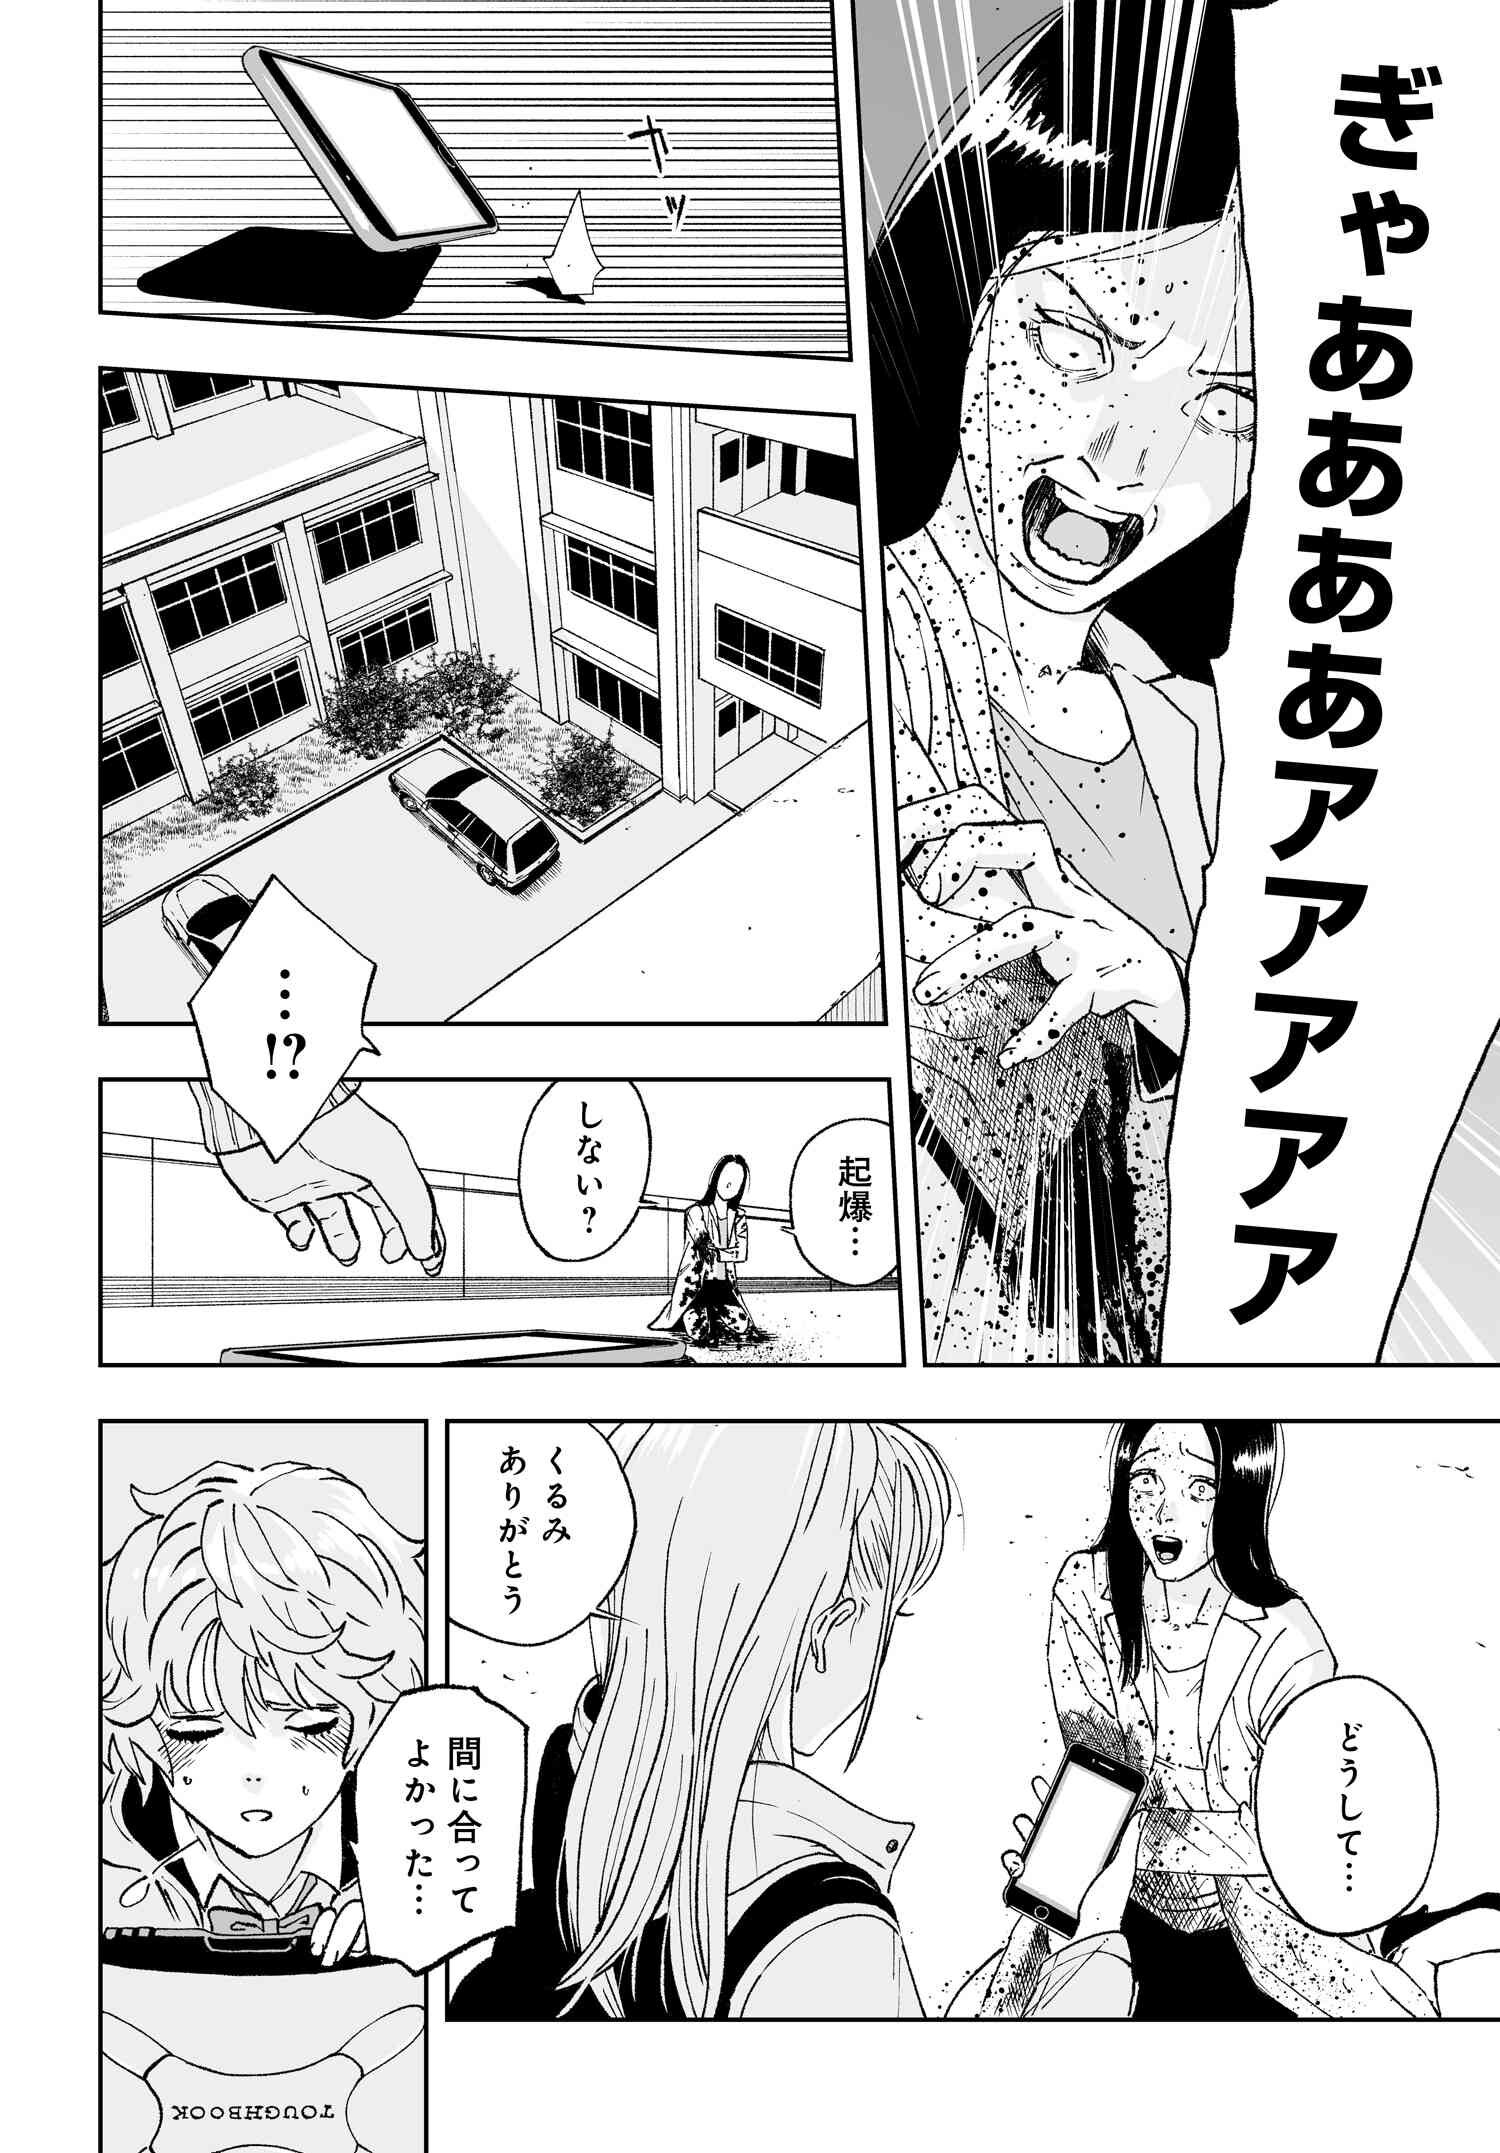 ぎゃああああアアアアア
カッ
起爆…
しない？
…!?
どうして…
くるみ
ありがとう
間に合って
よかった…
TOUGHBOOK